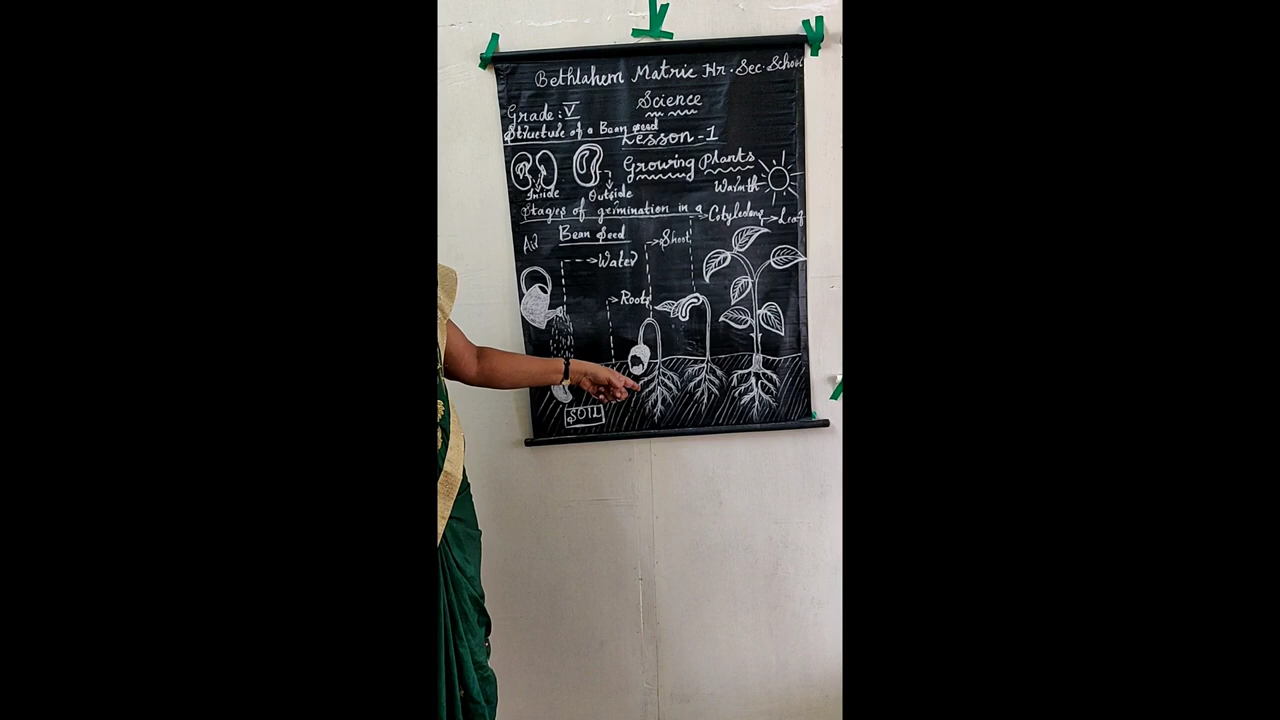 Bethlahem Matric Hr. Sec. School
Science
Grade : V
Structure of a Bean seed
Lesson - 1
Growing plants
Inside
Outside
Warmth
Stages of germination in a
Bean seed
Cotyledons
Leaf
Shoot
Water
Roots
SOIL